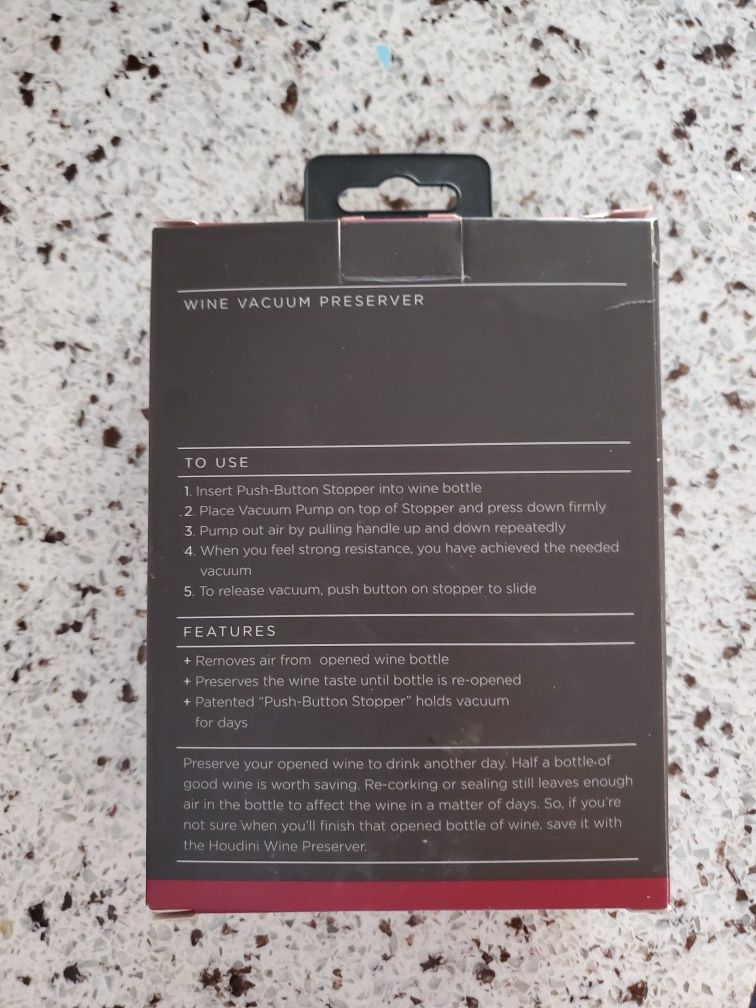 WINE VACUUM PRESERVER
TO USE
1. Insert Push-Button Stopper into wine bottle
2. Place Vacuum Pump on top of Stopper and press down firmly
3. Pump out air by pulling handle up and down repeatedly
4. When you feel strong resistance, you have achieved the needed
vacuum
5. To release vacuum, push button on stopper to slide
FEATURES
+ Removes air from opened wine bottle
+ Preserves the wine taste until bottle is re-opened
+ Patented “Push-Button Stopper” holds vacuum
for days
Preserve your opened wine to drink another day. Half a bottle of
good wine is worth saving. Re-corking or sealing still leaves enough
air in the bottle to affect the wine in a matter of days. So, if you're
not sure when you'll finish that opened bottle of wine, save it with
the Houdini Wine Preserver.